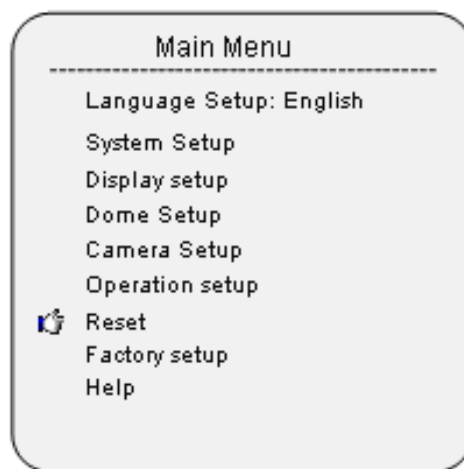 Main Menu
Language Setup: English
System Setup
Display setup
Dome Setup
Camera Setup
Operation setup
Reset
Factory setup
Help